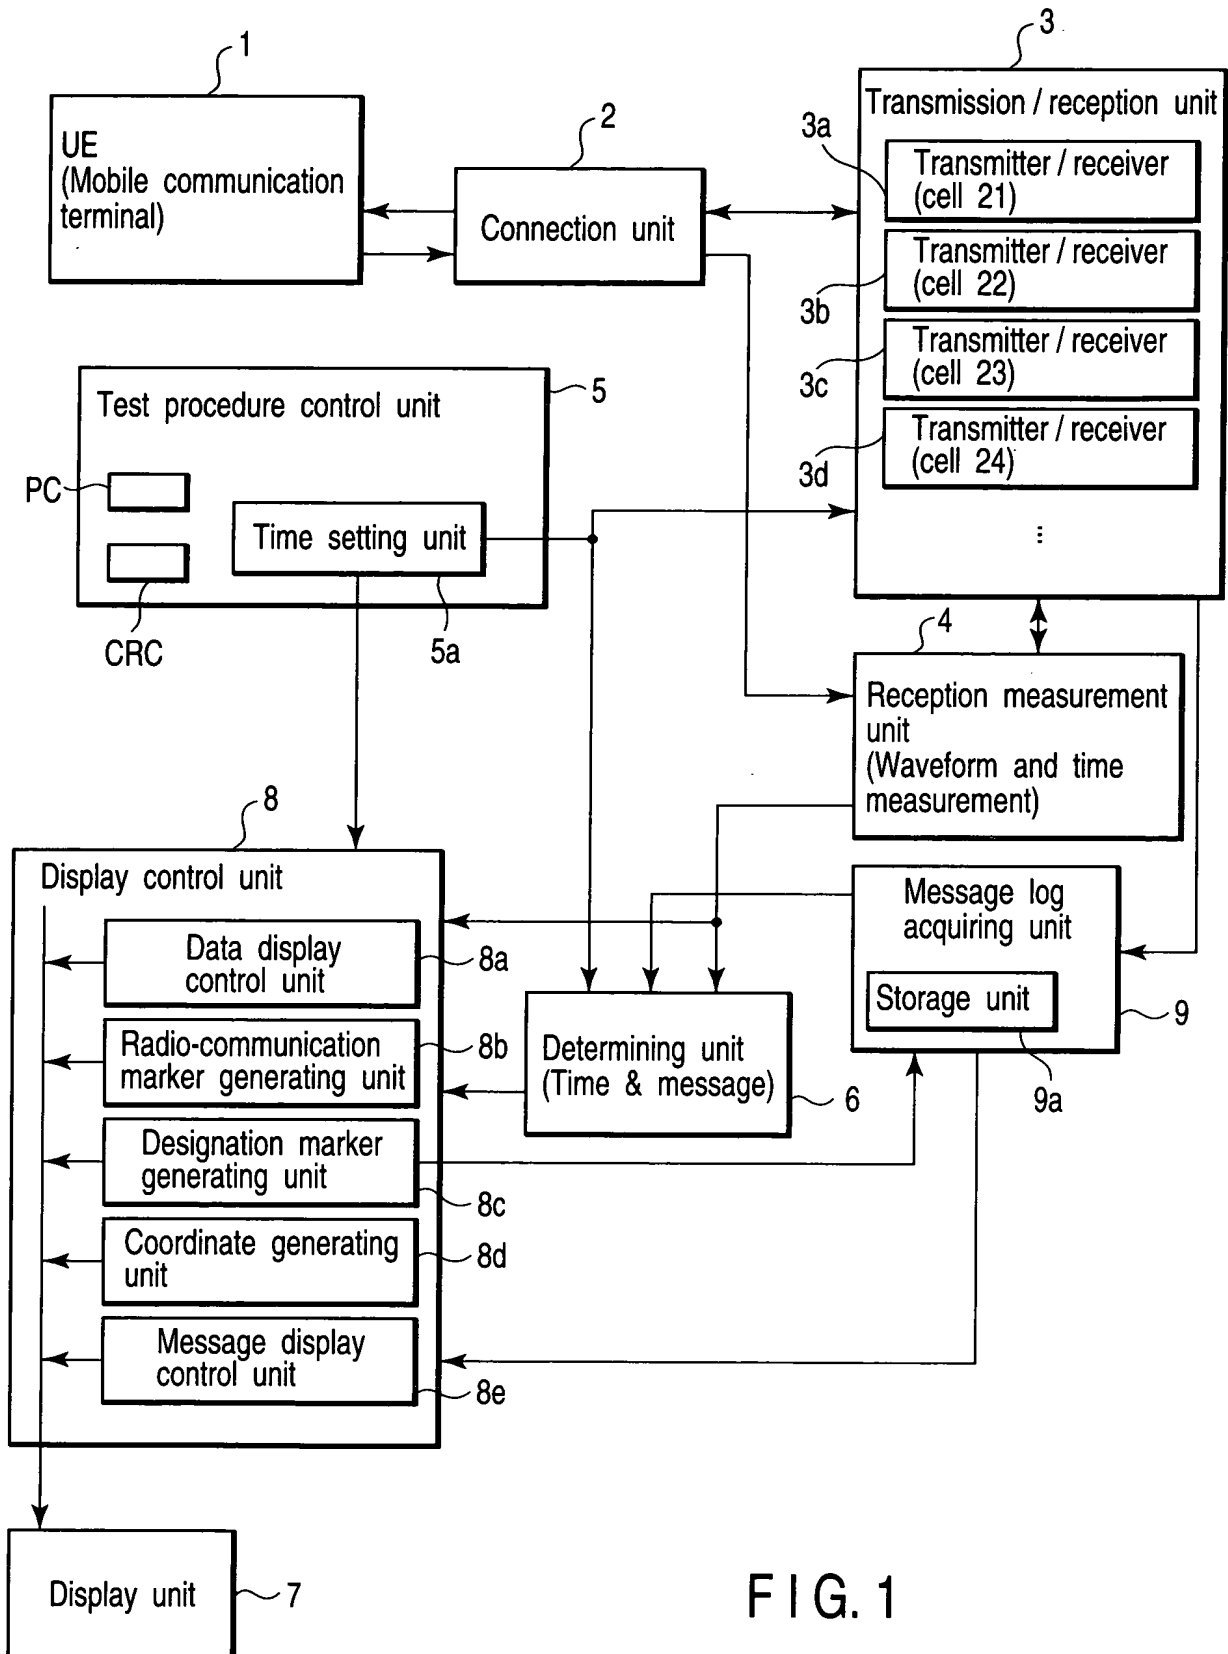 1
UE
(Mobile communication
terminal)
2
Connection unit
3
Transmission / reception unit
3a
Transmitter / receiver
(cell 21)
3b
Transmitter / receiver
(cell 22)
3c
Transmitter / receiver
(cell 23)
3d
Transmitter / receiver
(cell 24)
...
5
Test procedure control unit
PC
CRC
Time setting unit
5a
4
Reception measurement
unit
(Waveform and time
measurement)
8
Display control unit
Data display
control unit
8a
Radio-communication
marker generating unit
8b
Designation marker
generating unit
8c
Coordinate generating
unit
8d
Message display
control unit
8e
Determining unit
(Time & message)
6
Message log
acquiring unit
Storage unit
9
9a
Display unit
7
FIG. 1